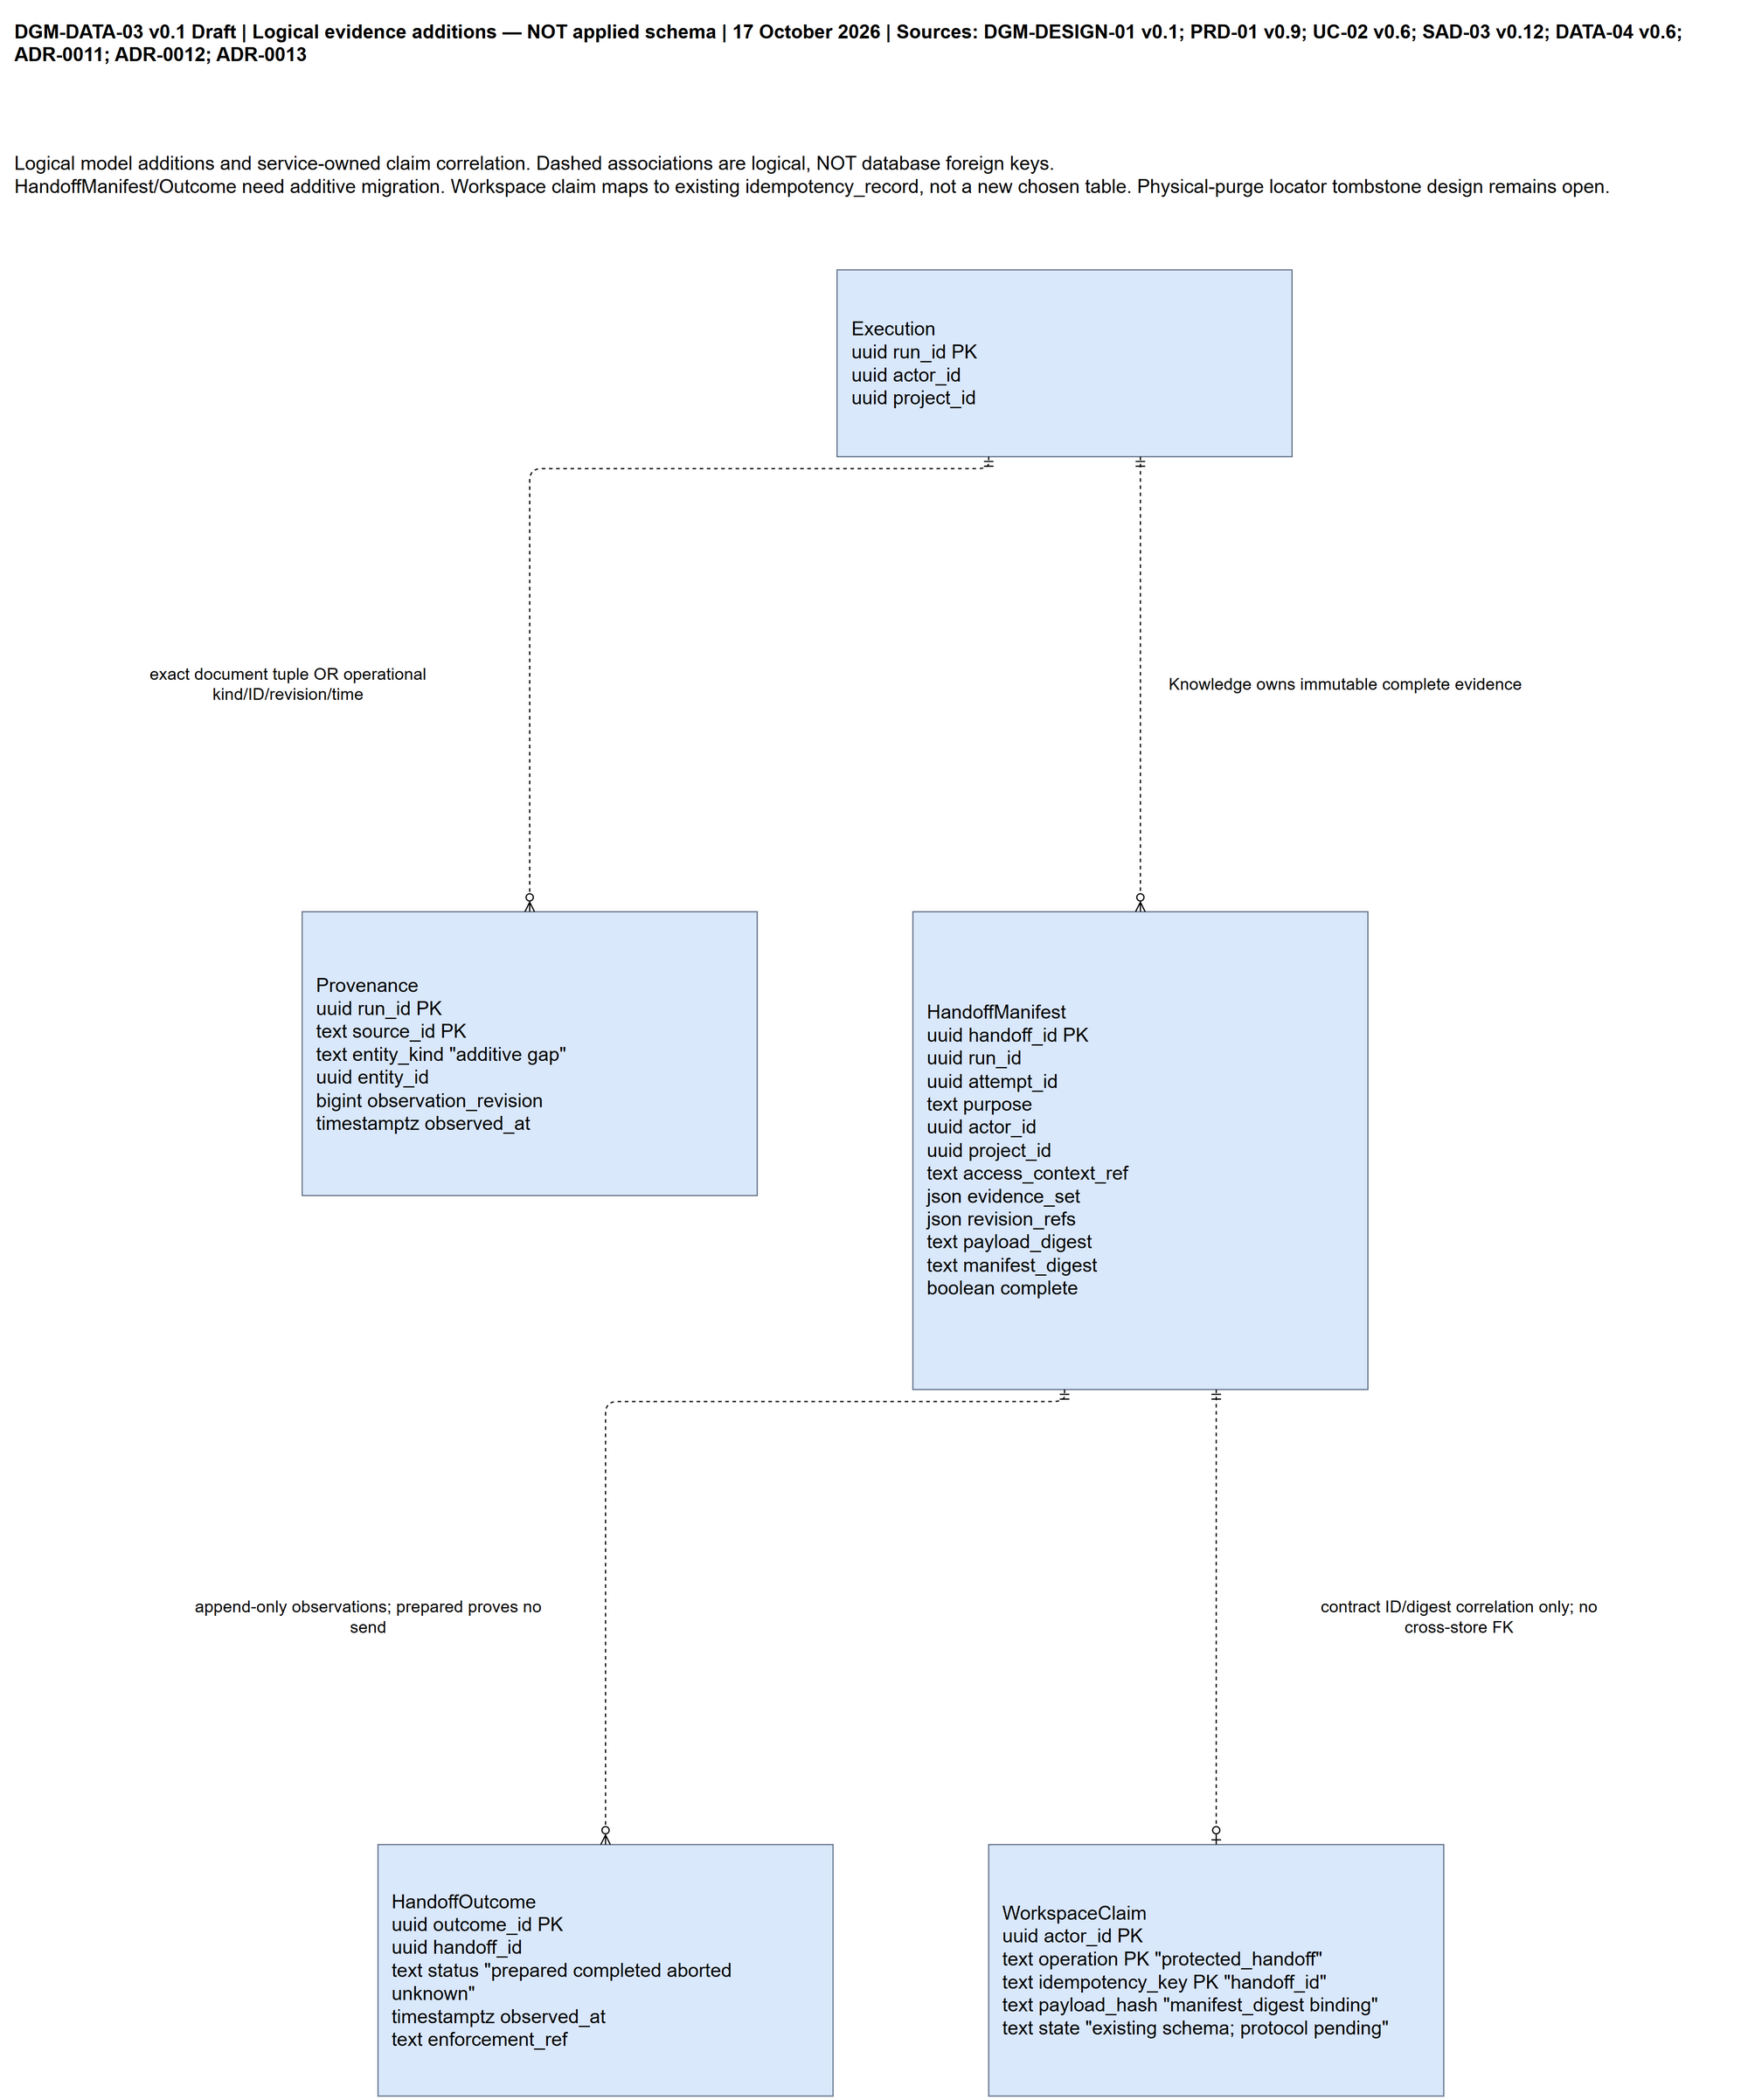 DGM-DATA-03 v0.1 Draft | Logical evidence additions — NOT applied schema | 17 October 2026 | Sources: DGM-DESIGN-01 v0.1; PRD-01 v0.9; UC-02 v0.6; SAD-03 v0.12; DATA-04 v0.6;
ADR-0011; ADR-0012; ADR-0013
Logical model additions and service-owned claim correlation. Dashed associations are logical, NOT database foreign keys.
HandoffManifest/Outcome need additive migration. Workspace claim maps to existing idempotency_record, not a new chosen table. Physical-purge locator tombstone design remains open.
Execution
uuid run_id PK
uuid actor_id
uuid project_id
exact document tuple OR operational
kind/ID/revision/time
Knowledge owns immutable complete evidence
Provenance
uuid run_id PK
text source_id PK
text entity_kind "additive gap"
uuid entity_id
bigint observation_revision
timestamptz observed_at
HandoffManifest
uuid handoff_id PK
uuid run_id
uuid attempt_id
text purpose
uuid actor_id
uuid project_id
text access_context_ref
json evidence_set
json revision_refs
text payload_digest
text manifest_digest
boolean complete
append-only observations; prepared proves no
send
contract ID/digest correlation only; no
cross-store FK
HandoffOutcome
uuid outcome_id PK
uuid handoff_id
text status "prepared completed aborted
unknown"
timestamptz observed_at
text enforcement_ref
WorkspaceClaim
uuid actor_id PK
text operation PK "protected_handoff"
text idempotency_key PK "handoff_id"
text payload_hash "manifest_digest binding"
text state "existing schema; protocol pending"